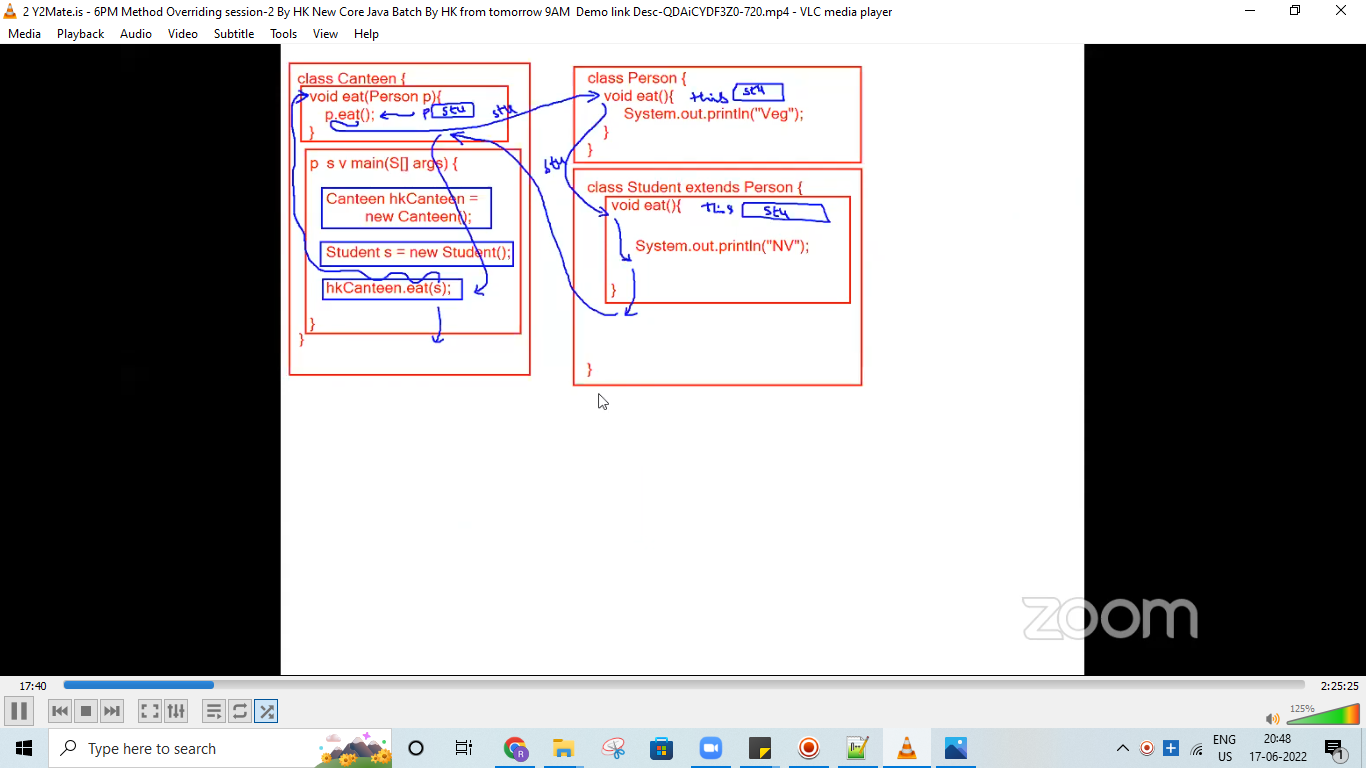 2 Y2Mate.is - 6PM Method Overriding session-2 By HK New Core Java Batch By HK from tomorrow 9AM  Demo link Desc-QDAiCYDF3Z0-720.mp4 - VLC media player
Media Playback Audio Video Subtitle Tools View Help
class Canteen {
void eat(Person p){
p.eat(); p stu stu
}
p s v main(S[] args) {
Canteen hkCanteen =
new Canteen();
Student s = new Student();
hkCanteen.eat(s);
}
}
class Person {
void eat(){ this stu
System.out.println("Veg");
}
}
stu
class Student extends Person {
void eat(){ this stu
System.out.println("NV");
}
}
zoom
17:40 2:25:25
125%
Type here to search
R
ENG
US
20:48
17-06-2022
1